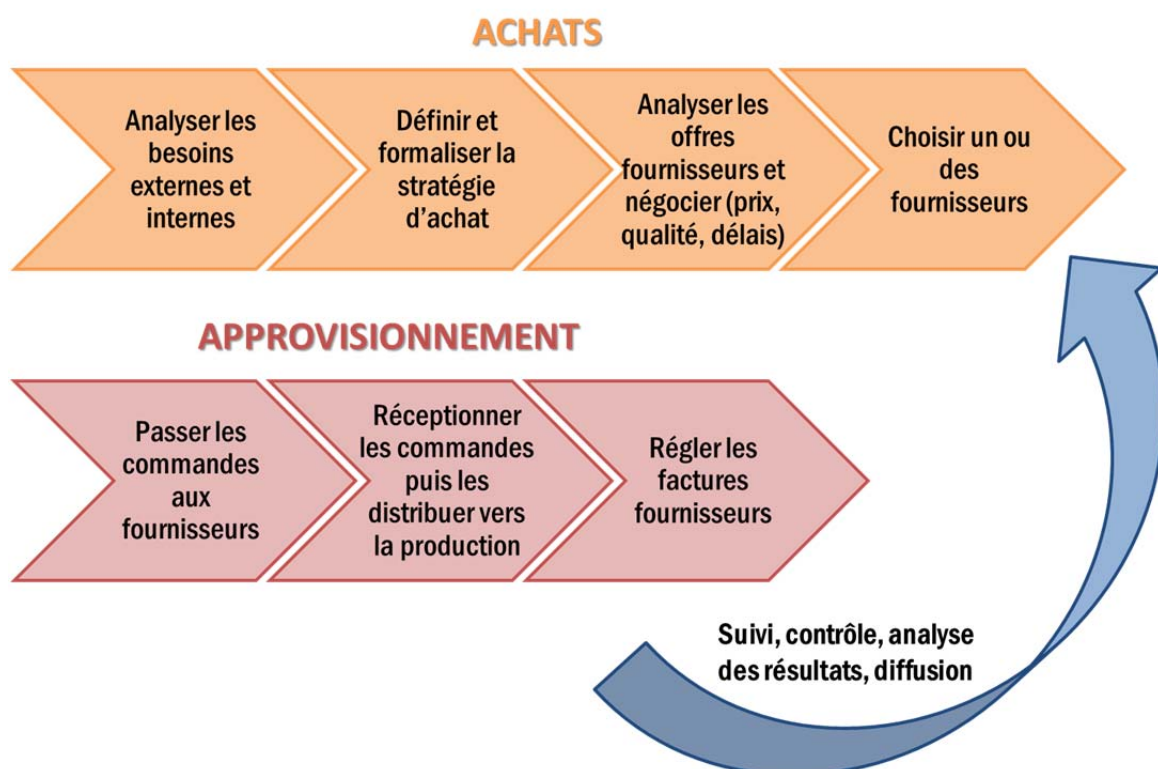 ACHATS
Analyser les
besoins
externes et
internes
Définir et
formaliser la
stratégie
d'achat
Analyser les
offres
fournisseurs et
négocier (prix,
qualité, délais)
Choisir un ou
des
fournisseurs
APPROVISIONNEMENT
Passer les
commandes
aux
fournisseurs
Réceptionner
les commandes
puis les
distribuer vers
la production
Régler les
factures
fournisseurs
Suivi, contrôle, analyse
des résultats, diffusion